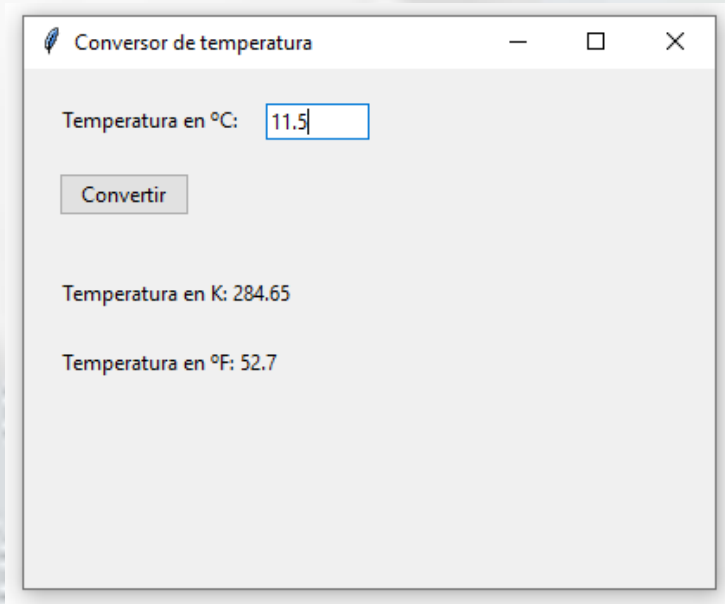 Conversor de temperatura
Temperatura en ºC: 11.5
Convertir
Temperatura en K: 284.65
Temperatura en ºF: 52.7